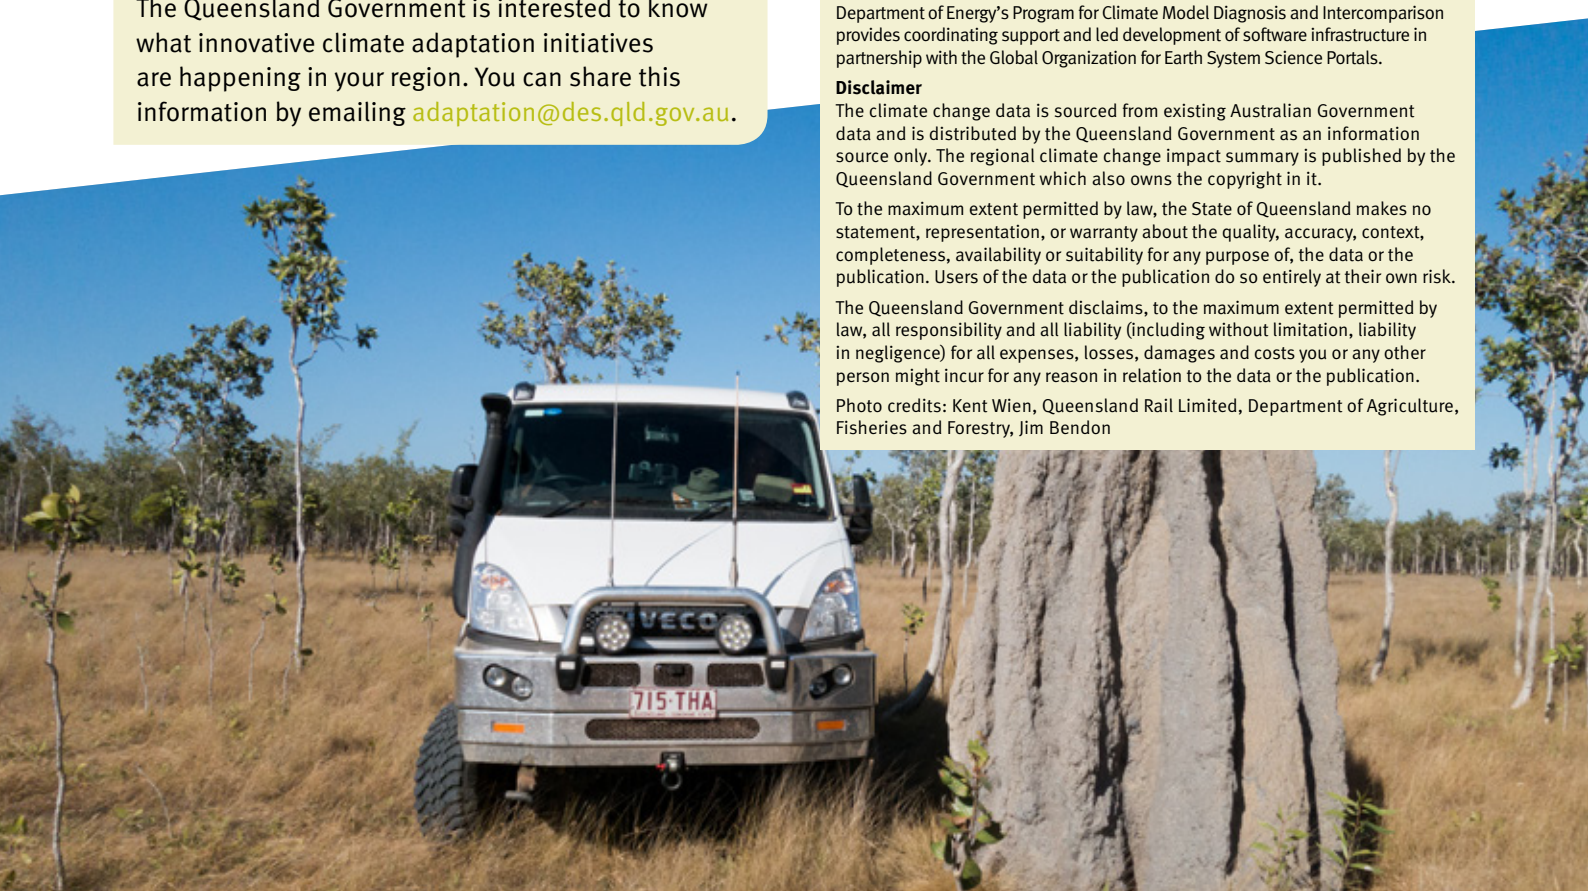 The Queensland Government is interested to know
what innovative climate adaptation initiatives
are happening in your region. You can share this
information by emailing adaptation@des.qld.gov.au.
Department of Energy’s Program for Climate Model Diagnosis and Intercomparison
provides coordinating support and led development of software infrastructure in
partnership with the Global Organization for Earth System Science Portals.
Disclaimer
The climate change data is sourced from existing Australian Government
data and is distributed by the Queensland Government as an information
source only. The regional climate change impact summary is published by the
Queensland Government which also owns the copyright in it.
To the maximum extent permitted by law, the State of Queensland makes no
statement, representation, or warranty about the quality, accuracy, context,
completeness, availability or suitability for any purpose of, the data or the
publication. Users of the data or the publication do so entirely at their own risk.
The Queensland Government disclaims, to the maximum extent permitted by
law, all responsibility and all liability (including without limitation, liability
in negligence) for all expenses, losses, damages and costs you or any other
person might incur for any reason in relation to the data or the publication.
Photo credits: Kent Wien, Queensland Rail Limited, Department of Agriculture,
Fisheries and Forestry, Jim Bendon
IVECO
715·THA